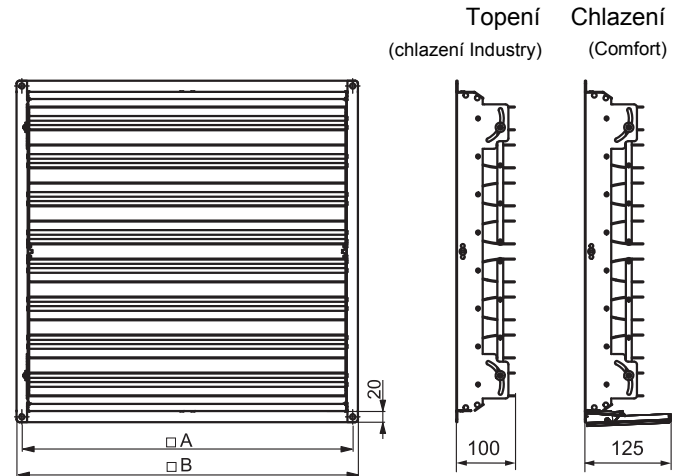 Topení Chlazení
(chlazení Industry) (Comfort)
20
□A
□B
100
125